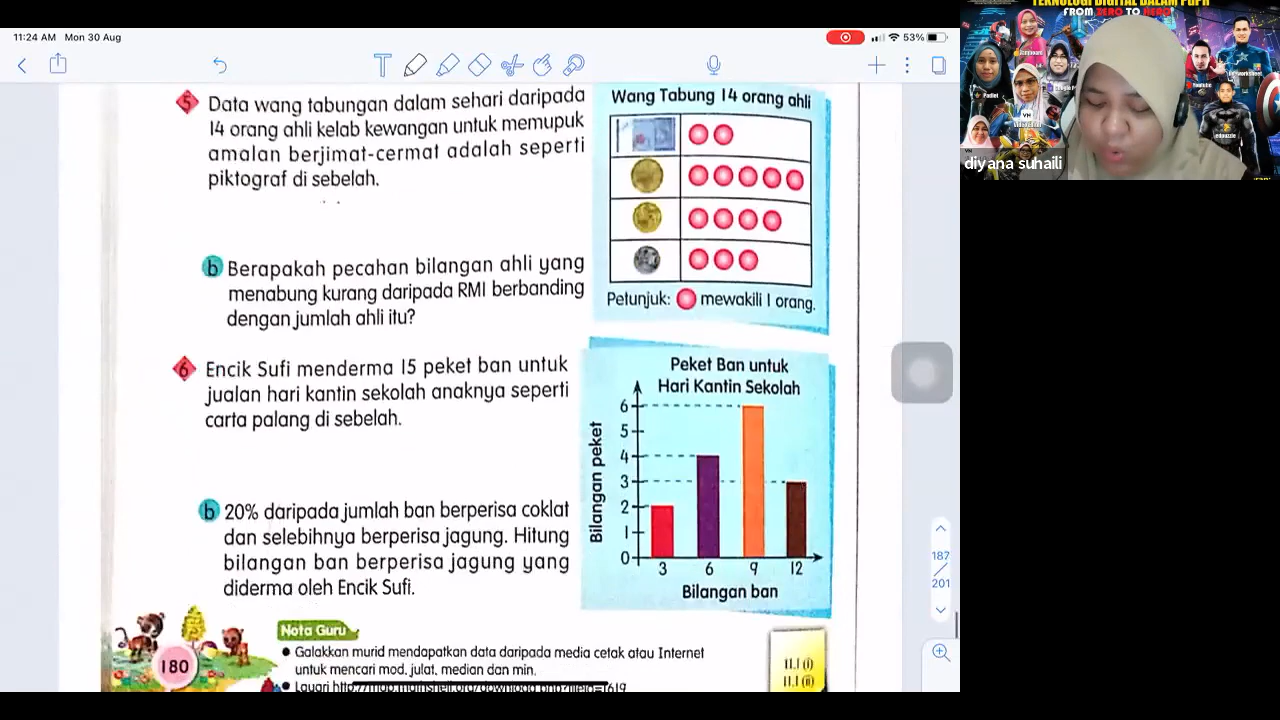 11:24 AM Mon 30 Aug
53%
T
5 Data wang tabungan dalam sehari daripada
14 orang ahli kelab kewangan untuk memupuk
amalan berjimat-cermat adalah seperti
piktograf di sebelah.
b Berapakah pecahan bilangan ahli yang
menabung kurang daripada RM1 berbanding
dengan jumlah ahli itu?
Wang Tabung 14 orang ahli
Petunjuk: mewakili 1 orang.
6 Encik Sufi menderma 15 peket ban untuk
jualan hari kantin sekolah anaknya seperti
carta palang di sebelah.
b 20% daripada jumlah ban berperisa coklat
dan selebihnya berperisa jagung. Hitung
bilangan ban berperisa jagung yang
diderma oleh Encik Sufi.
Peket Ban untuk
Hari Kantin Sekolah
Bilangan peket
6
5
4
3
2
1
0
3 6 9 12
Bilangan ban
Nota Guru
• Galakkan murid mendapatkan data daripada media cetak atau Internet
untuk mencari mod, julat, median dan min.
• Layari
180
11.1 (i)
11.1 (ii)
187
201
TEKNOLOGI DIGITAL DALAM PDPR
FROM ZERO TO HERO
Padlet
Youtube
edpuzzle
diyana suhaili